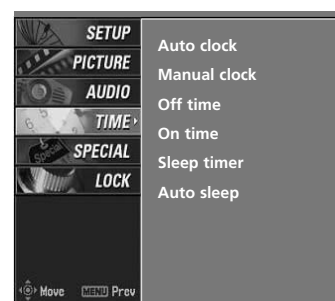 SETUP
PICTURE
AUDIO
TIME
SPECIAL
LOCK
Move MENU Prev
Auto clock
Manual clock
Off time
On time
Sleep timer
Auto sleep